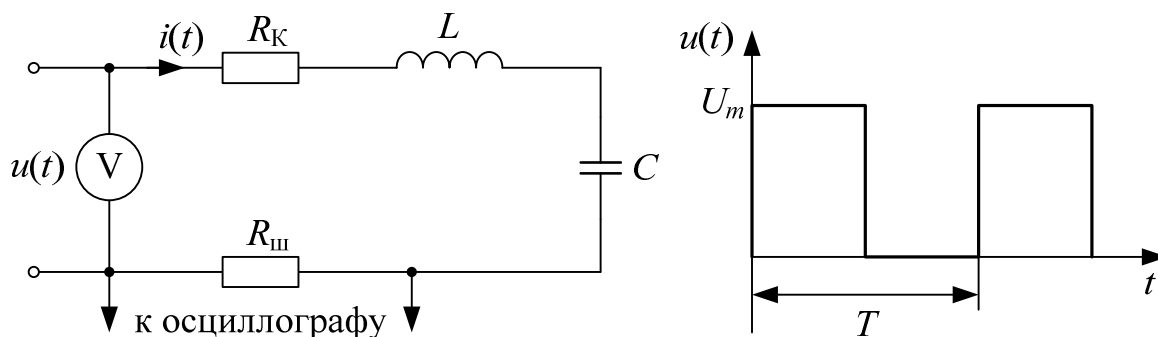 i(t)
R_К
L
u(t)
V
C
R_ш
к осциллографу
u(t)
U_m
T
t